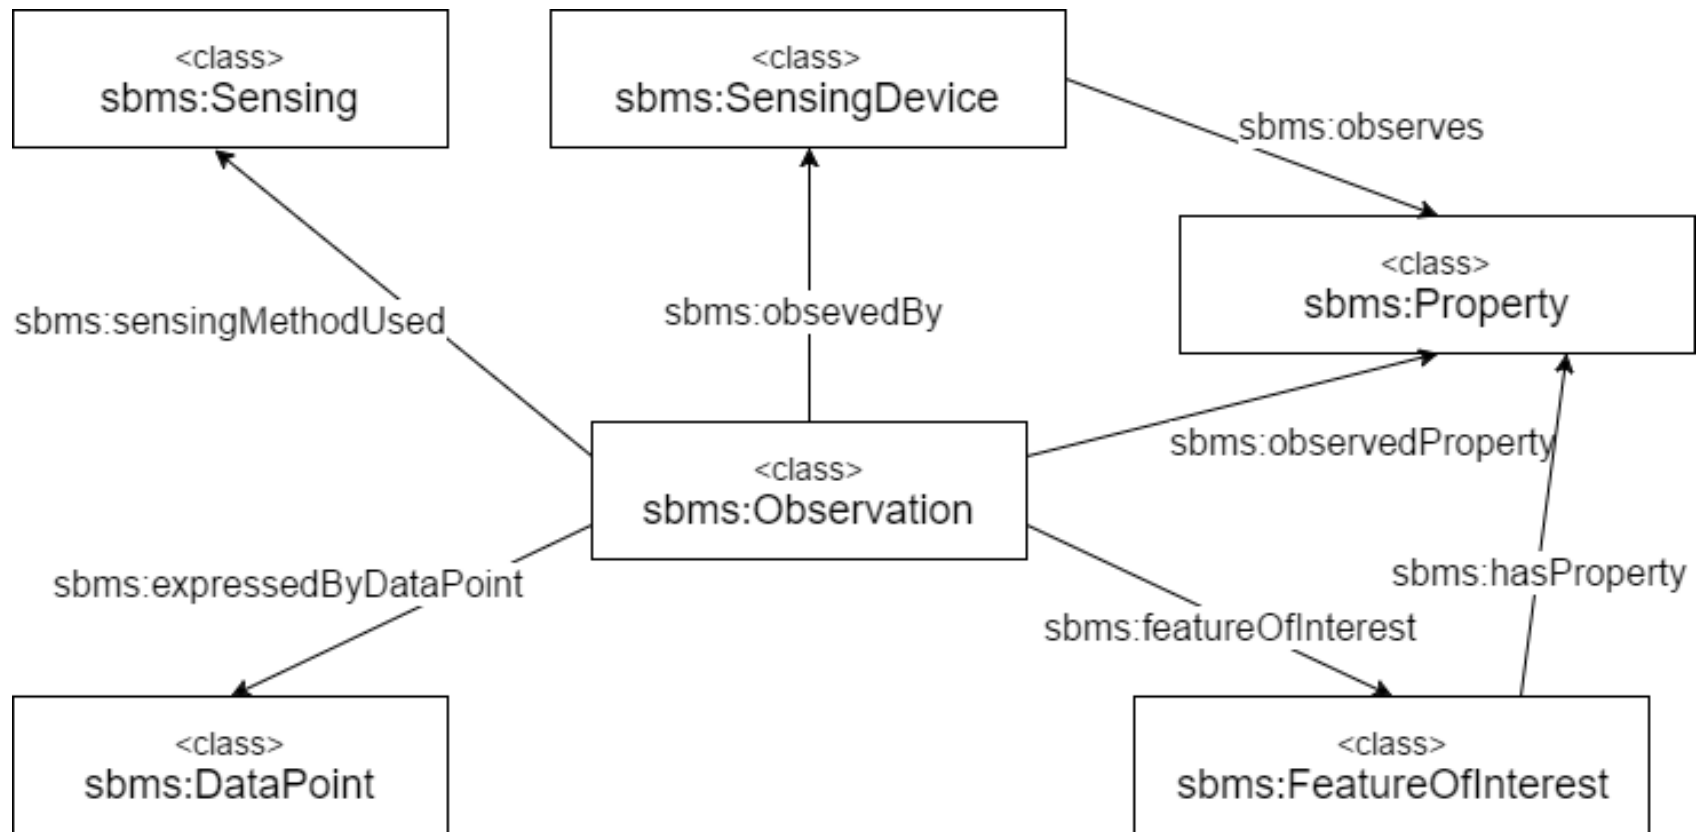 <class>
sbms:Sensing
<class>
sbms:SensingDevice
sbms:observes
<class>
sbms:Property
sbms:sensingMethodUsed
sbms:obsevedBy
sbms:observedProperty
<class>
sbms:Observation
sbms:expressedByDataPoint
sbms:hasProperty
sbms:featureOfInterest
<class>
sbms:DataPoint
<class>
sbms:FeatureOfInterest